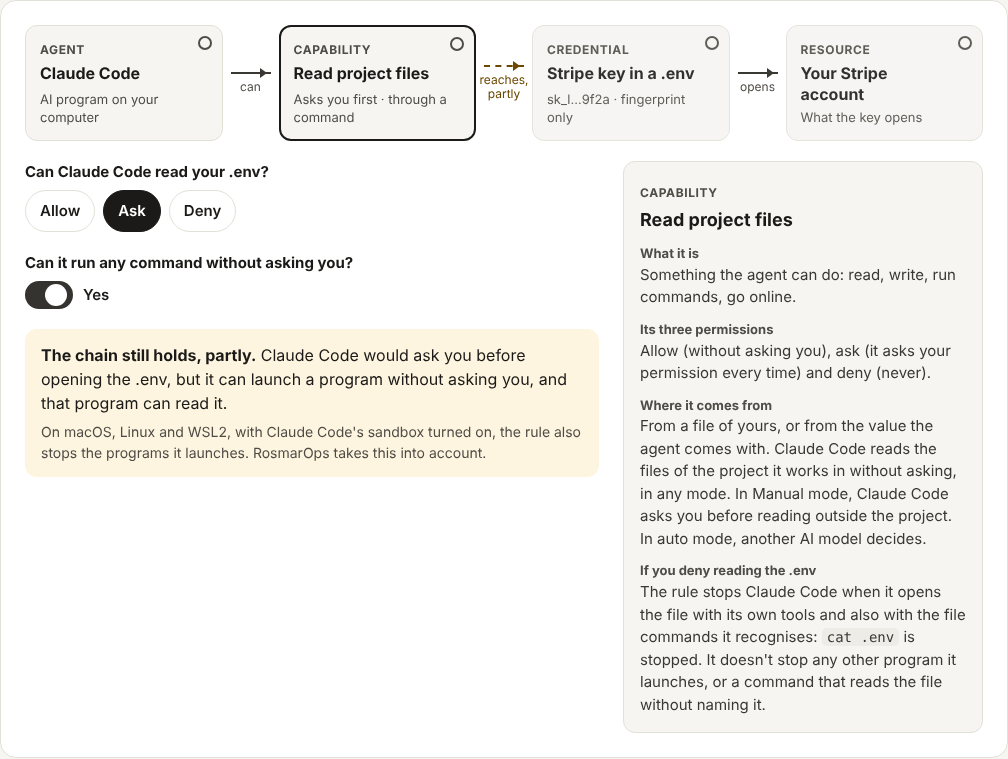 AGENT
Claude Code
AI program on your
computer
can
CAPABILITY
Read project files
Asks you first · through a
command
reaches,
partly
CREDENTIAL
Stripe key in a .env
sk_l...9f2a · fingerprint
only
opens
RESOURCE
Your Stripe
account
What the key opens
Can Claude Code read your .env?
Allow
Ask
Deny
Can it run any command without asking you?
Yes
The chain still holds, partly. Claude Code would ask you before
opening the .env, but it can launch a program without asking you, and
that program can read it.
On macOS, Linux and WSL2, with Claude Code's sandbox turned on, the rule also
stops the programs it launches. RosmarOps takes this into account.
CAPABILITY
Read project files
What it is
Something the agent can do: read, write, run
commands, go online.
Its three permissions
Allow (without asking you), ask (it asks your
permission every time) and deny (never).
Where it comes from
From a file of yours, or from the value the
agent comes with. Claude Code reads the
files of the project it works in without asking,
in any mode. In Manual mode, Claude Code
asks you before reading outside the project.
In auto mode, another AI model decides.
If you deny reading the .env
The rule stops Claude Code when it opens
the file with its own tools and also with the file
commands it recognises: cat .env is
stopped. It doesn't stop any other program it
launches, or a command that reads the file
without naming it.